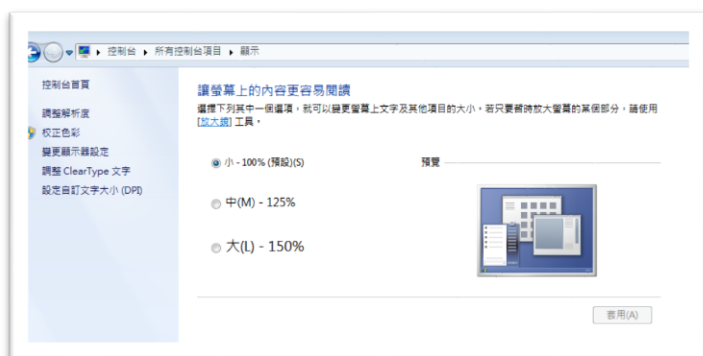 控制台 ▸ 所有控制台項目 ▸ 顯示
控制台首頁
調整解析度
校正色彩
變更顯示器設定
調整 ClearType 文字
設定自訂文字大小 (DPI)
讓螢幕上的內容更容易閱讀
選擇下列其中一個選項，就可以變更螢幕上文字及其他項目的大小。若只要暫時放大螢幕的某個部分，請使用
[放大鏡] 工具。
小 - 100% (預設)(S)
預覽
中(M) - 125%
大(L) - 150%
套用(A)